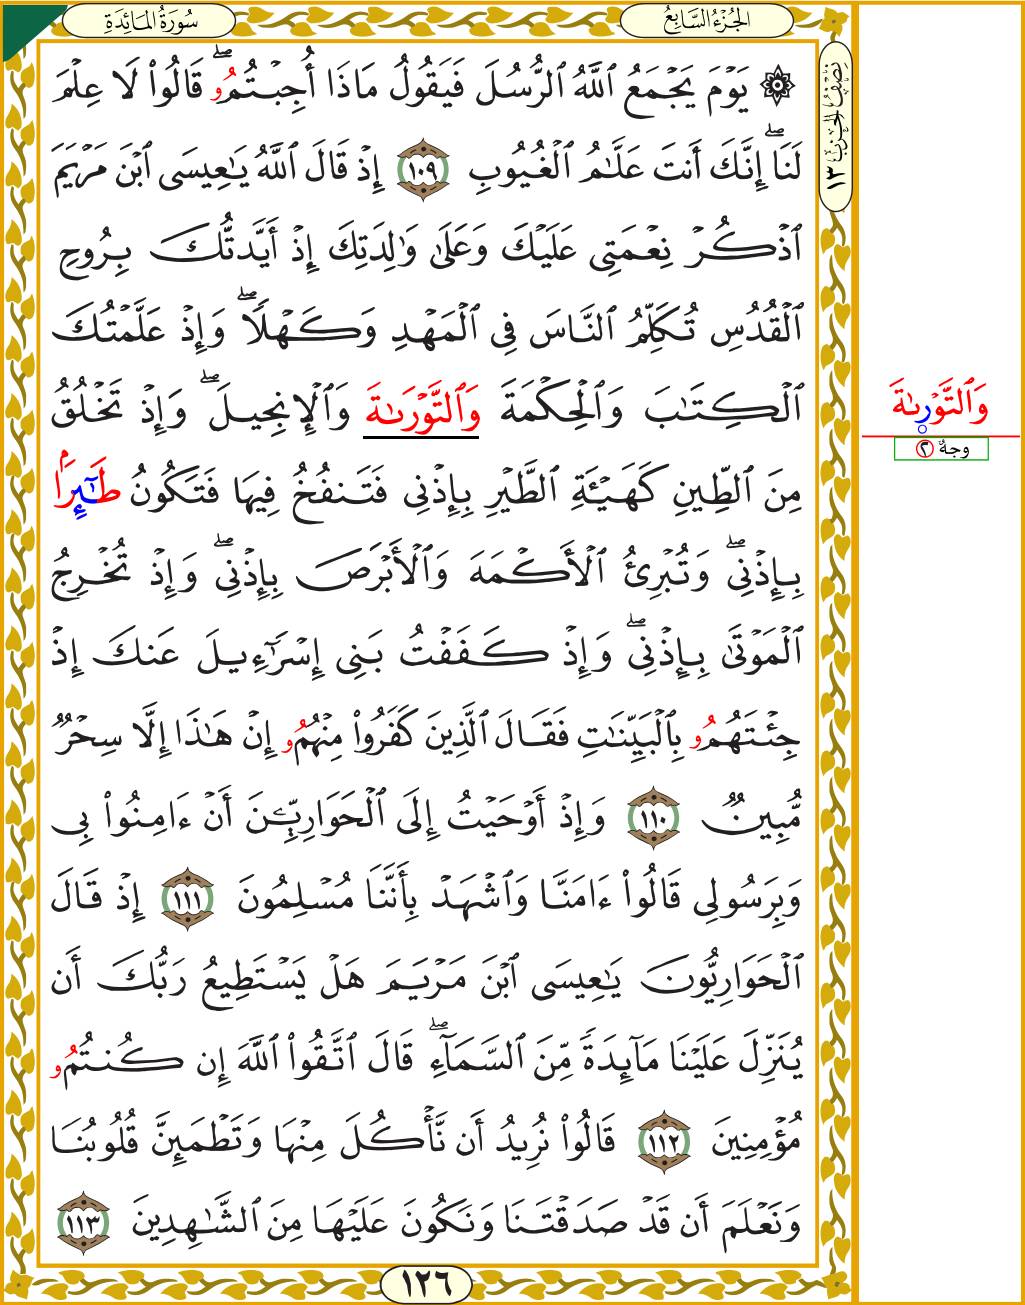 سُورَةُ المَائِدَةِ
الجُزْءُ السَّابِعُ
نِصْفُ الحِزْبِ ١٣
۞ يَوْمَ يَجْمَعُ ٱللَّهُ ٱلرُّسُلَ فَيَقُولُ مَاذَا أُجِبْتُمُو ۖ قَالُوا۟ لَا عِلْمَ
لَنَا ۖ إِنَّكَ أَنتَ عَلَّـٰمُ ٱلْغُيُوبِ ١٠٩ إِذْ قَالَ ٱللَّهُ يَـٰعِيسَى ٱبْنَ مَرْيَمَ
ٱذْكُرْ نِعْمَتِى عَلَيْكَ وَعَلَىٰ وَٰلِدَتِكَ إِذْ أَيَّدتُّكَ بِرُوحِ
ٱلْقُدُسِ تُكَلِّمُ ٱلنَّاسَ فِى ٱلْمَهْدِ وَكَهْلًا ۖ وَإِذْ عَلَّمْتُكَ
ٱلْكِتَـٰبَ وَٱلْحِكْمَةَ وَٱلتَّوْرَىٰةَ وَٱلْإِنجِيلَ ۖ وَإِذْ تَخْلُقُ
مِنَ ٱلطِّينِ كَهَيْـَٔةِ ٱلطَّيْرِ بِإِذْنِى فَتَنفُخُ فِيهَا فَتَكُونُ طَـٰٓئِرًۢا
بِإِذْنِى ۖ وَتُبْرِئُ ٱلْأَكْمَهَ وَٱلْأَبْرَصَ بِإِذْنِى ۖ وَإِذْ تُخْرِجُ
ٱلْمَوْتَىٰ بِإِذْنِى ۖ وَإِذْ كَفَفْتُ بَنِى إِسْرَٰٓءِيلَ عَنكَ إِذْ
جِئْتَهُمُو بِٱلْبَيِّنَـٰتِ فَقَالَ ٱلَّذِينَ كَفَرُوا۟ مِنْهُمُو إِنْ هَـٰذَا إِلَّا سِحْرٌ
مُّبِينٌ ١١٠ وَإِذْ أَوْحَيْتُ إِلَى ٱلْحَوَارِيِّـۧنَ أَنْ ءَامِنُوا۟ بِى
وَبِرَسُولِى قَالُوا۟ ءَامَنَّا وَٱشْهَدْ بِأَنَّنَا مُسْلِمُونَ ١١١ إِذْ قَالَ
ٱلْحَوَارِيُّونَ يَـٰعِيسَى ٱبْنَ مَرْيَمَ هَلْ يَسْتَطِيعُ رَبُّكَ أَن
يُنَزِّلَ عَلَيْنَا مَآئِدَةً مِّنَ ٱلسَّمَآءِ ۖ قَالَ ٱتَّقُوا۟ ٱللَّهَ إِن كُنتُمُو
مُؤْمِنِينَ ١١٢ قَالُوا۟ نُرِيدُ أَن نَّأْكُلَ مِنْهَا وَتَطْمَئِنَّ قُلُوبُنَا
وَنَعْلَمَ أَن قَدْ صَدَقْتَنَا وَنَكُونَ عَلَيْهَا مِنَ ٱلشَّـٰهِدِينَ ١١٣
١٢٦
وَٱلتَّوْرِىٰةَ
وجهٌ ٢